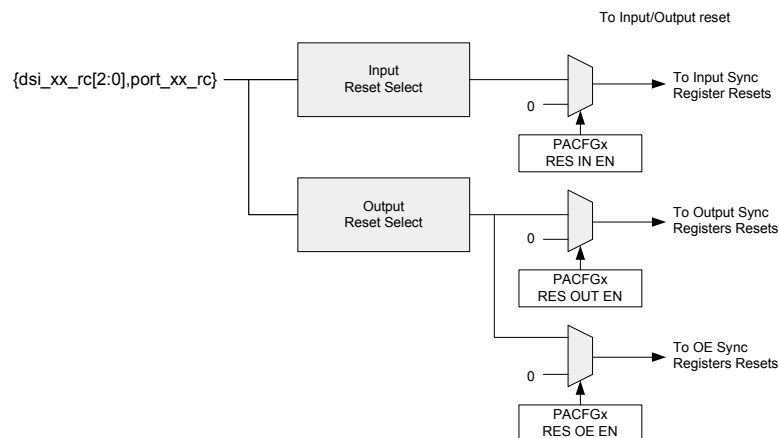 To Input/Output reset
{dsi_xx_rc[2:0],port_xx_rc}
Input
Reset Select
0
To Input Sync
Register Resets
PACFGx
RES IN EN
Output
Reset Select
0
To Output Sync
Registers Resets
PACFGx
RES OUT EN
0
To OE Sync
Registers Resets
PACFGx
RES OE EN